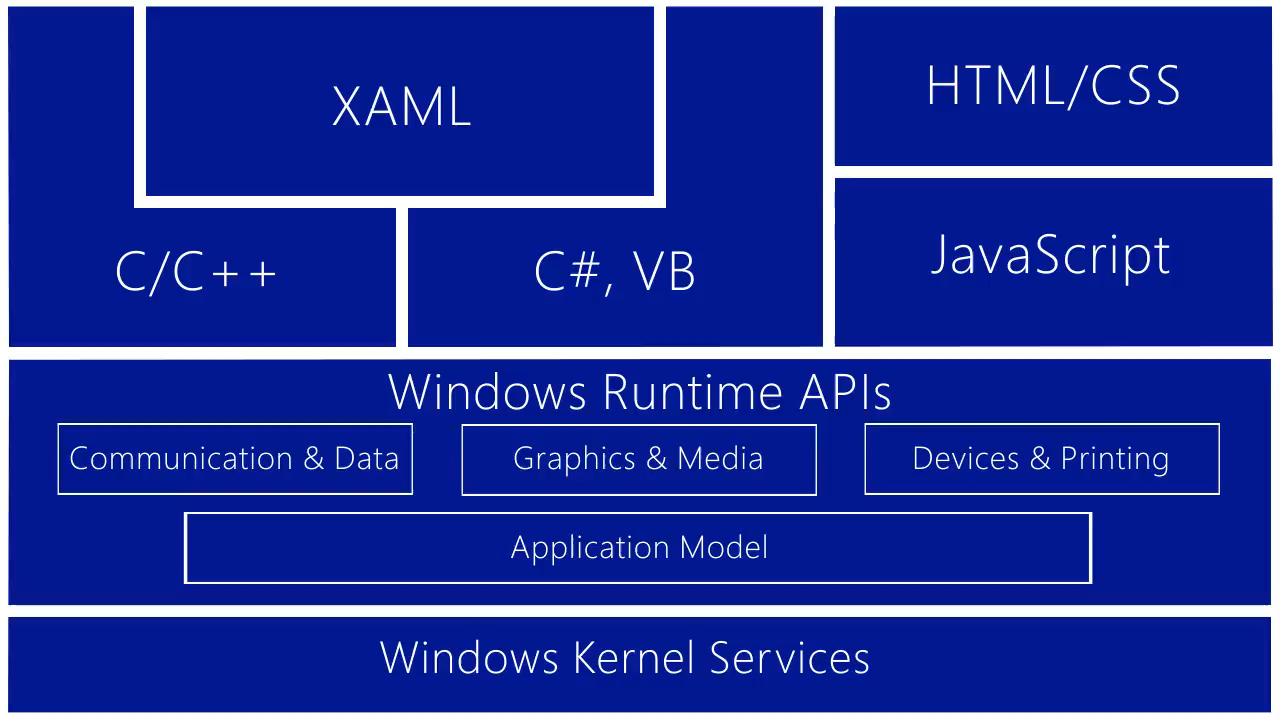 XAML
HTML/CSS
C/C++
C#, VB
JavaScript
Windows Runtime APIs
Communication & Data
Graphics & Media
Devices & Printing
Application Model
Windows Kernel Services